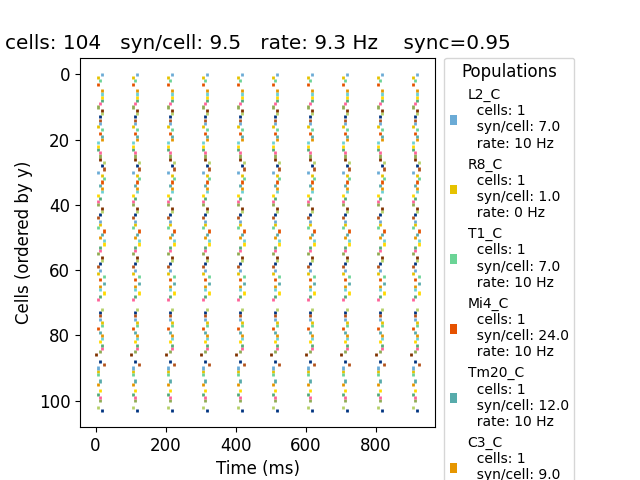 cells: 104   syn/cell: 9.5   rate: 9.3 Hz    sync=0.95
Populations
L2_C
cells: 1
syn/cell: 7.0
rate: 10 Hz
R8_C
cells: 1
syn/cell: 1.0
rate: 0 Hz
T1_C
cells: 1
syn/cell: 7.0
rate: 10 Hz
Mi4_C
cells: 1
syn/cell: 24.0
rate: 10 Hz
Tm20_C
cells: 1
syn/cell: 12.0
rate: 10 Hz
C3_C
cells: 1
syn/cell: 9.0
Cells (ordered by y)
0
20
40
60
80
100
0 200 400 600 800
Time (ms)